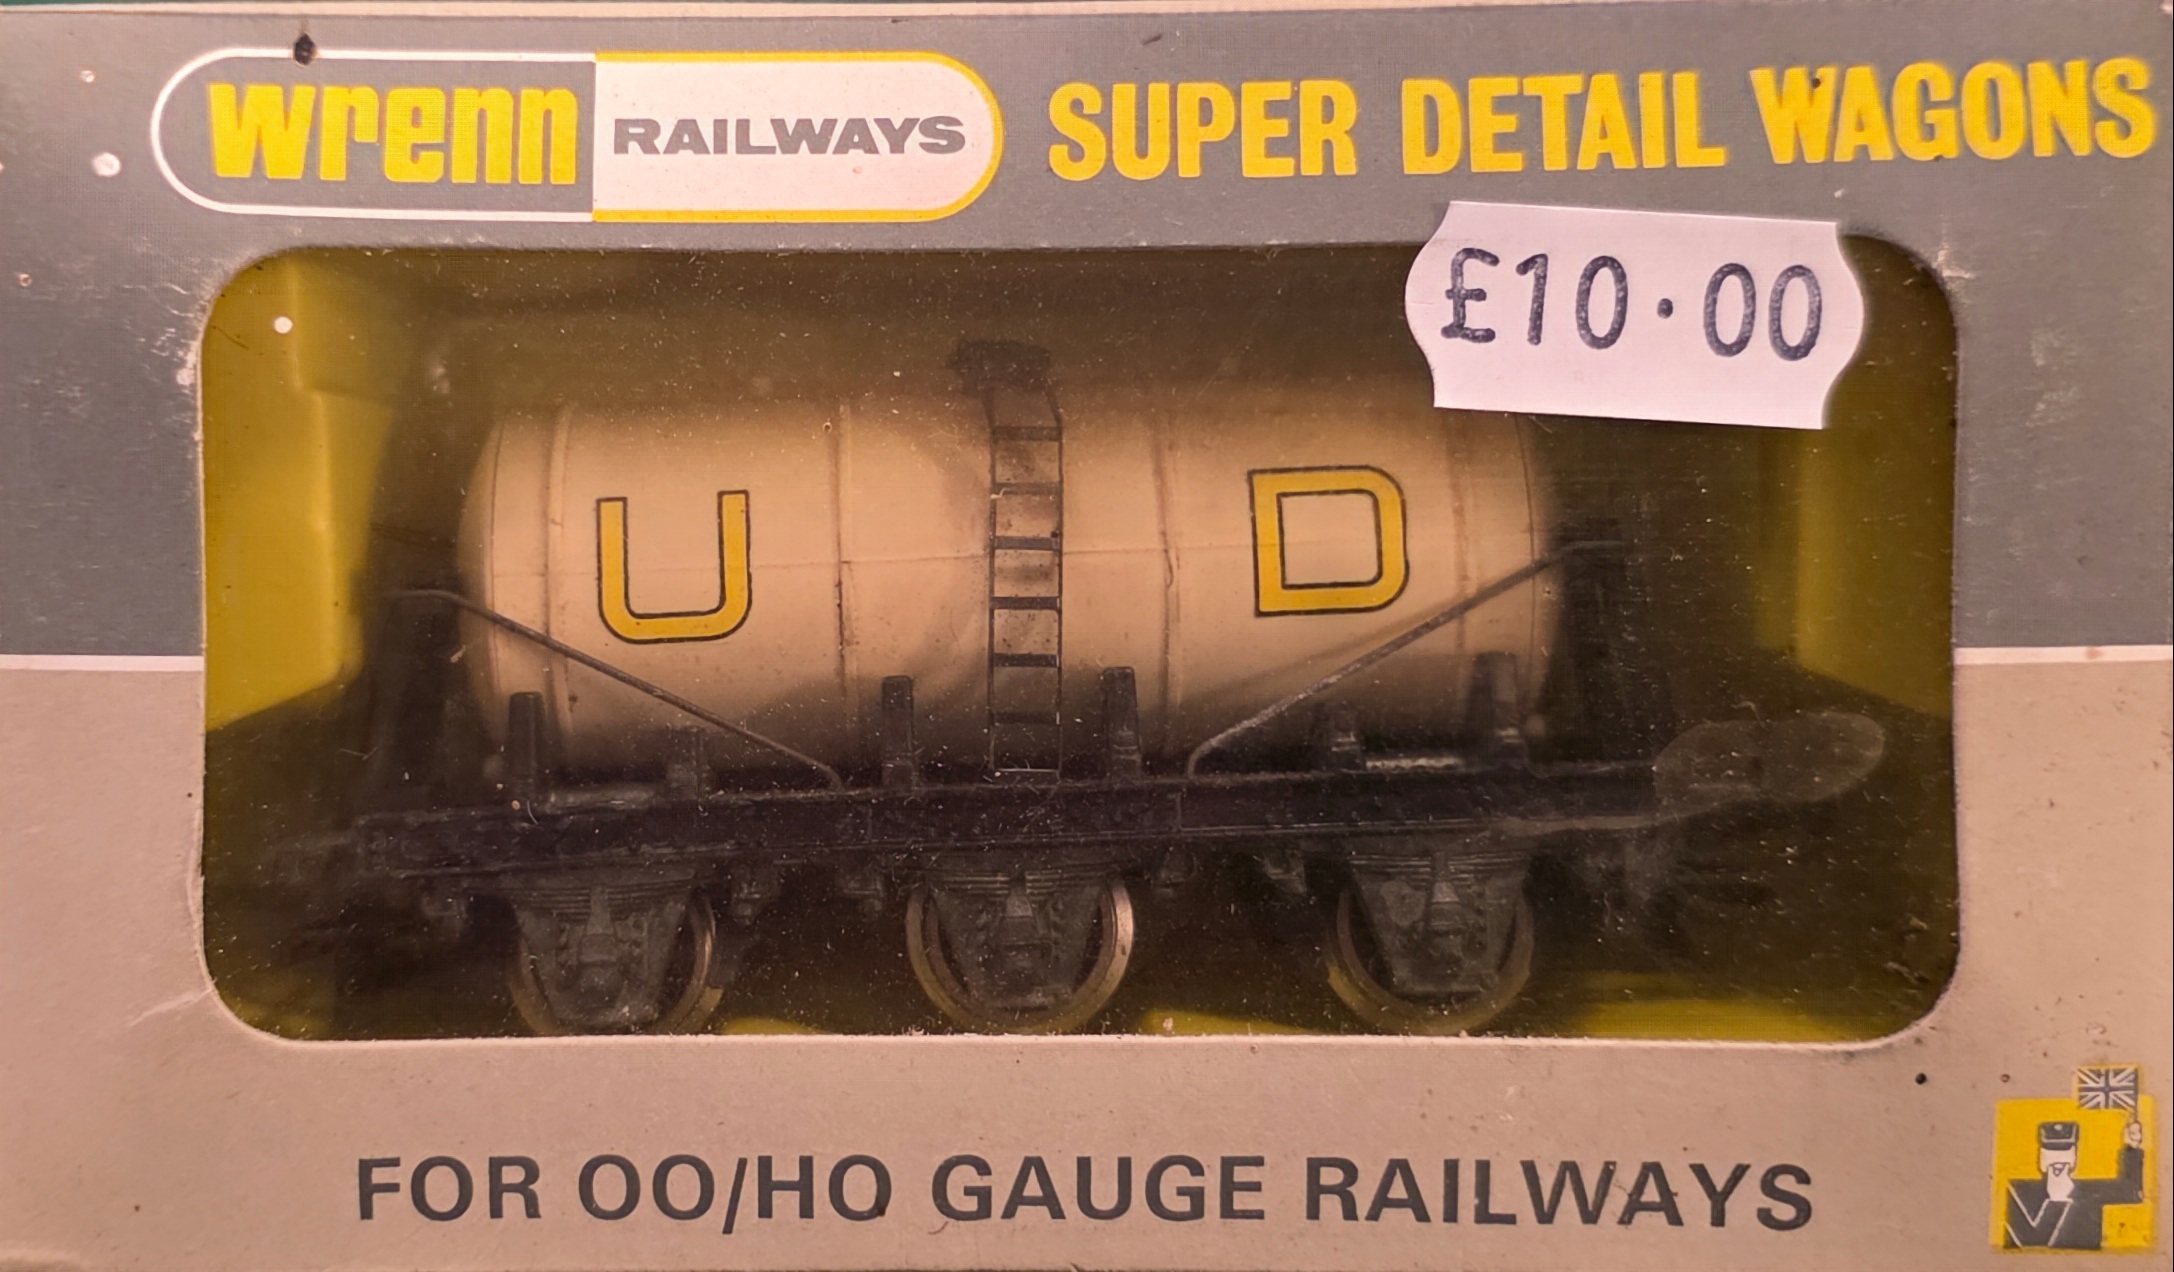 wrenn RAILWAYS SUPER DETAIL WAGONS
£10.00
U D
FOR OO/HO GAUGE RAILWAYS